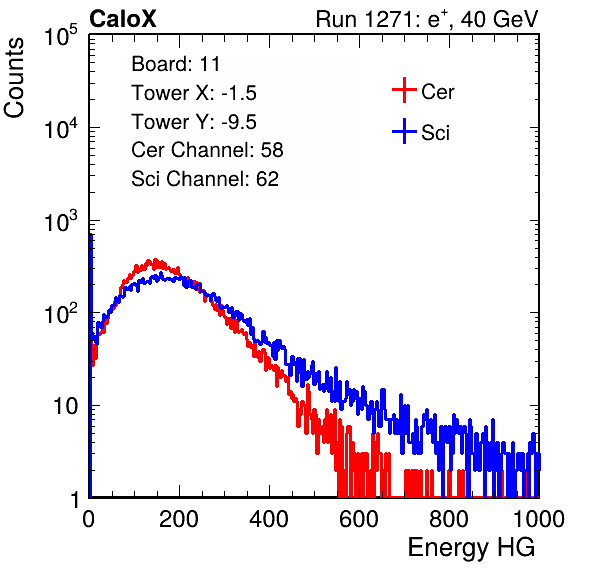 CaloX Run 1271: e⁺, 40 GeV
Counts
10⁵
10⁴
10³
10²
10
1
Board: 11
Tower X: -1.5
Tower Y: -9.5
Cer Channel: 58
Sci Channel: 62
Cer
Sci
0 200 400 600 800 1000
Energy HG